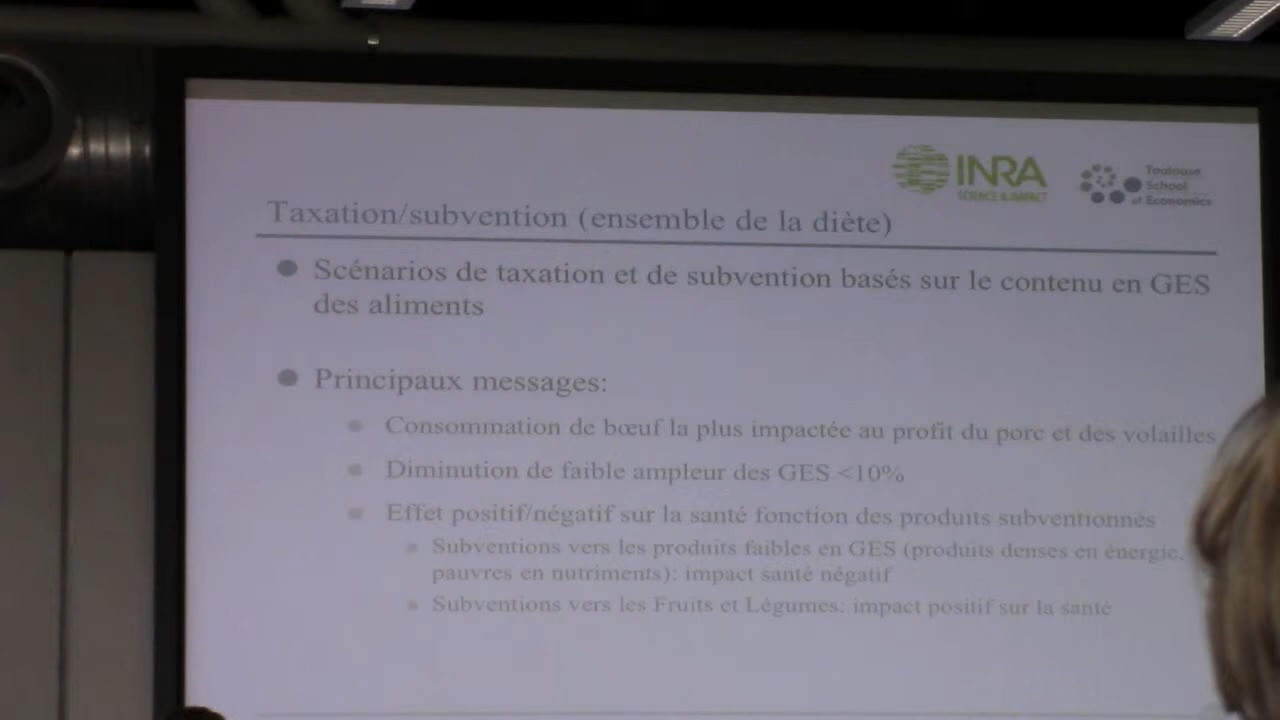 INRA
SCIENCE & IMPACT
Toulouse
School
of Economics
Taxation/subvention (ensemble de la diète)
Scénarios de taxation et de subvention basés sur le contenu en GES
des aliments
Principaux messages:
Consommation de bœuf la plus impactée au profit du porc et des volailles
Diminution de faible ampleur des GES <10%
Effet positif/négatif sur la santé fonction des produits subventionnés
Subventions vers les produits faibles en GES (produits denses en énergie,
pauvres en nutriments): impact santé négatif
Subventions vers les Fruits et Légumes: impact positif sur la santé